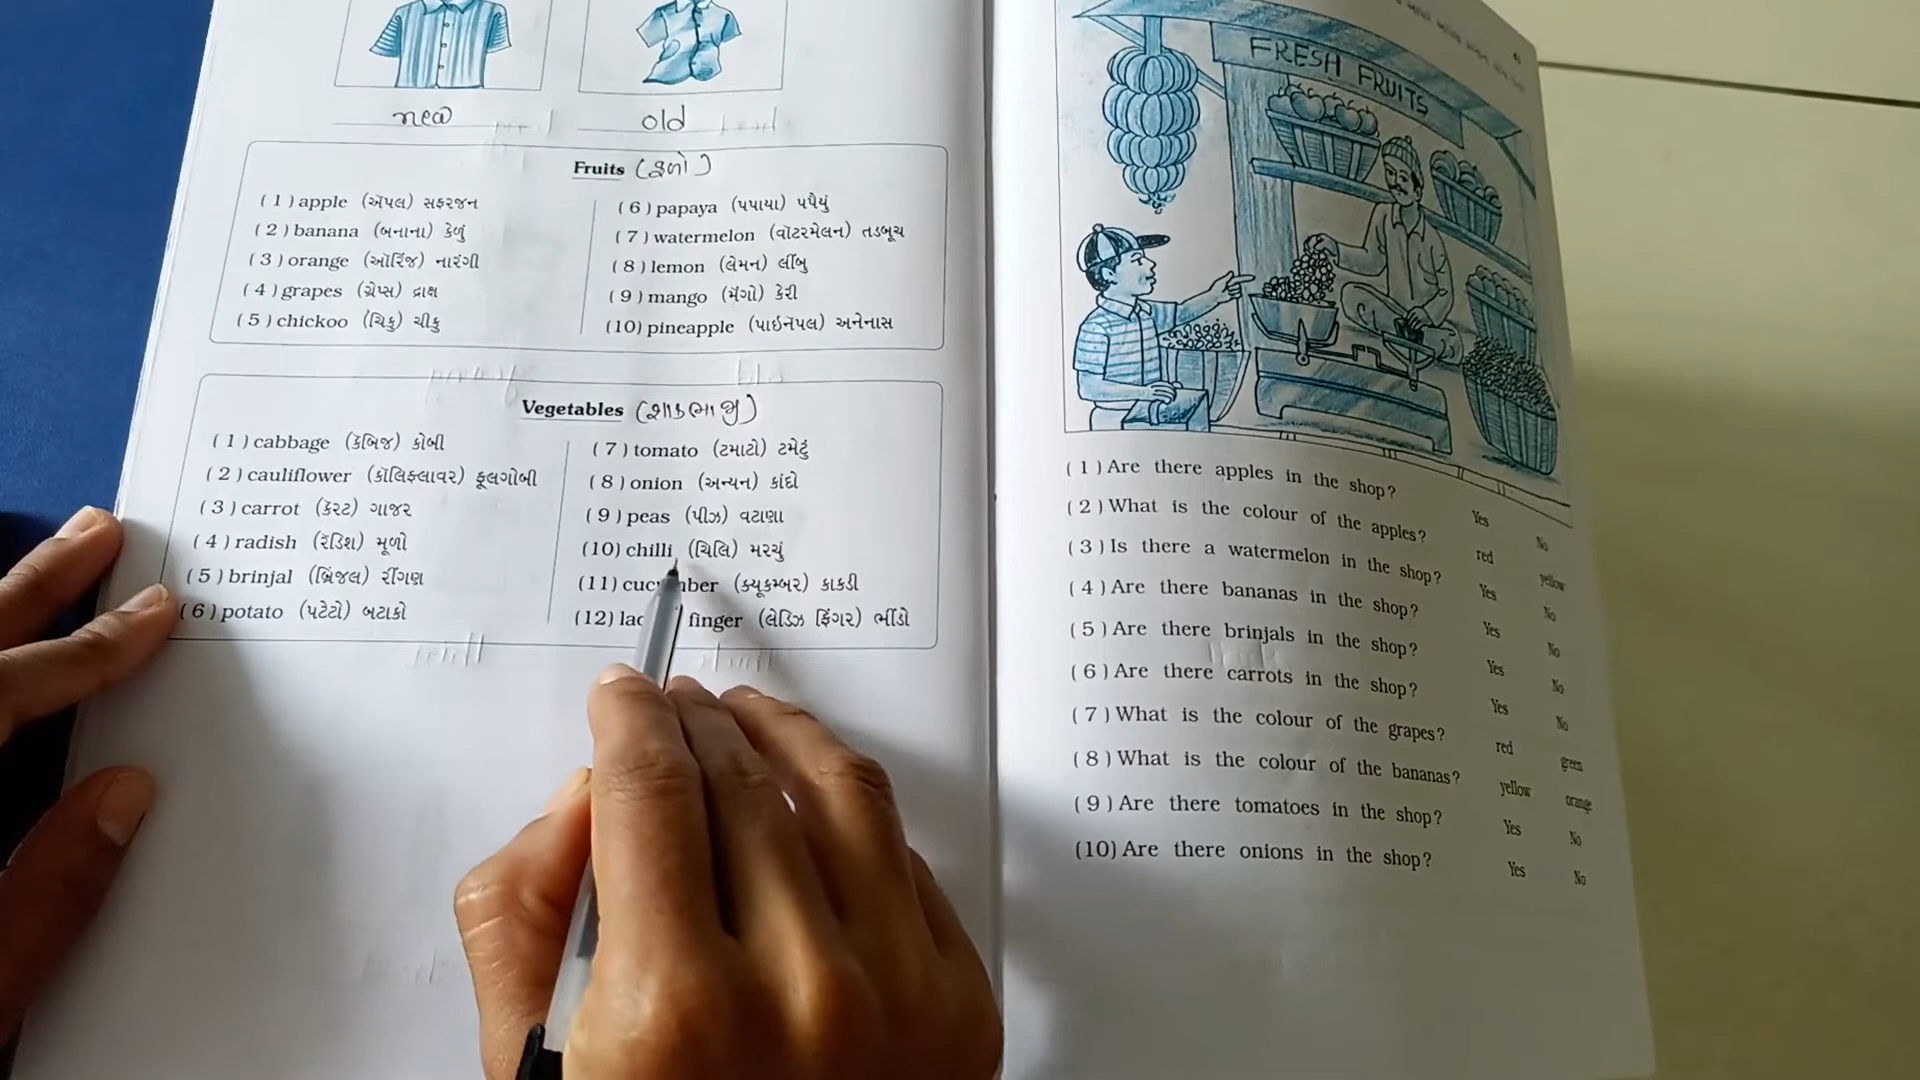 new
old
Fruits (ફળો)
(1) apple (ઍપલ) સફરજન
(2) banana (બનાના) કેળું
(3) orange (ઑરિંજ) નારંગી
(4) grapes (ગ્રેપ્સ) દ્રાક્ષ
(5) chickoo (ચિકુ) ચીકુ
(6) papaya (પપાયા) પપૈયું
(7) watermelon (વૉટરમેલન) તડબૂચ
(8) lemon (લેમન) લીંબુ
(9) mango (મૅંગો) કેરી
(10) pineapple (પાઇનૅપલ) અનેનાસ
Vegetables (શાકભાજી)
(1) cabbage (કૅબિજ) કોબી
(2) cauliflower (કૉલિફ્લાવર) ફૂલગોબી
(3) carrot (કૅરટ) ગાજર
(4) radish (રૅડિશ) મૂળો
(5) brinjal (બ્રિંજલ) રીંગણ
(6) potato (પટેટો) બટાકો
(7) tomato (ટમાટો) ટમેટું
(8) onion (અન્યન) કાંદો
(9) peas (પીઝ) વટાણા
(10) chilli (ચિલિ) મરચું
(11) (ક્યૂકમ્બર) કાકડી
(12) finger (લેડિઝ ફિંગર) ભીંડો
FRESH FRUITS
(1) Are there apples in the shop? Yes No
(2) What is the colour of the apples? red yellow
(3) Is there a watermelon in the shop? Yes No
(4) Are there bananas in the shop? Yes No
(5) Are there brinjals in the shop? Yes No
(6) Are there carrots in the shop? Yes No
(7) What is the colour of the grapes? red green
(8) What is the colour of the bananas? yellow orange
(9) Are there tomatoes in the shop? Yes No
(10) Are there onions in the shop? Yes No